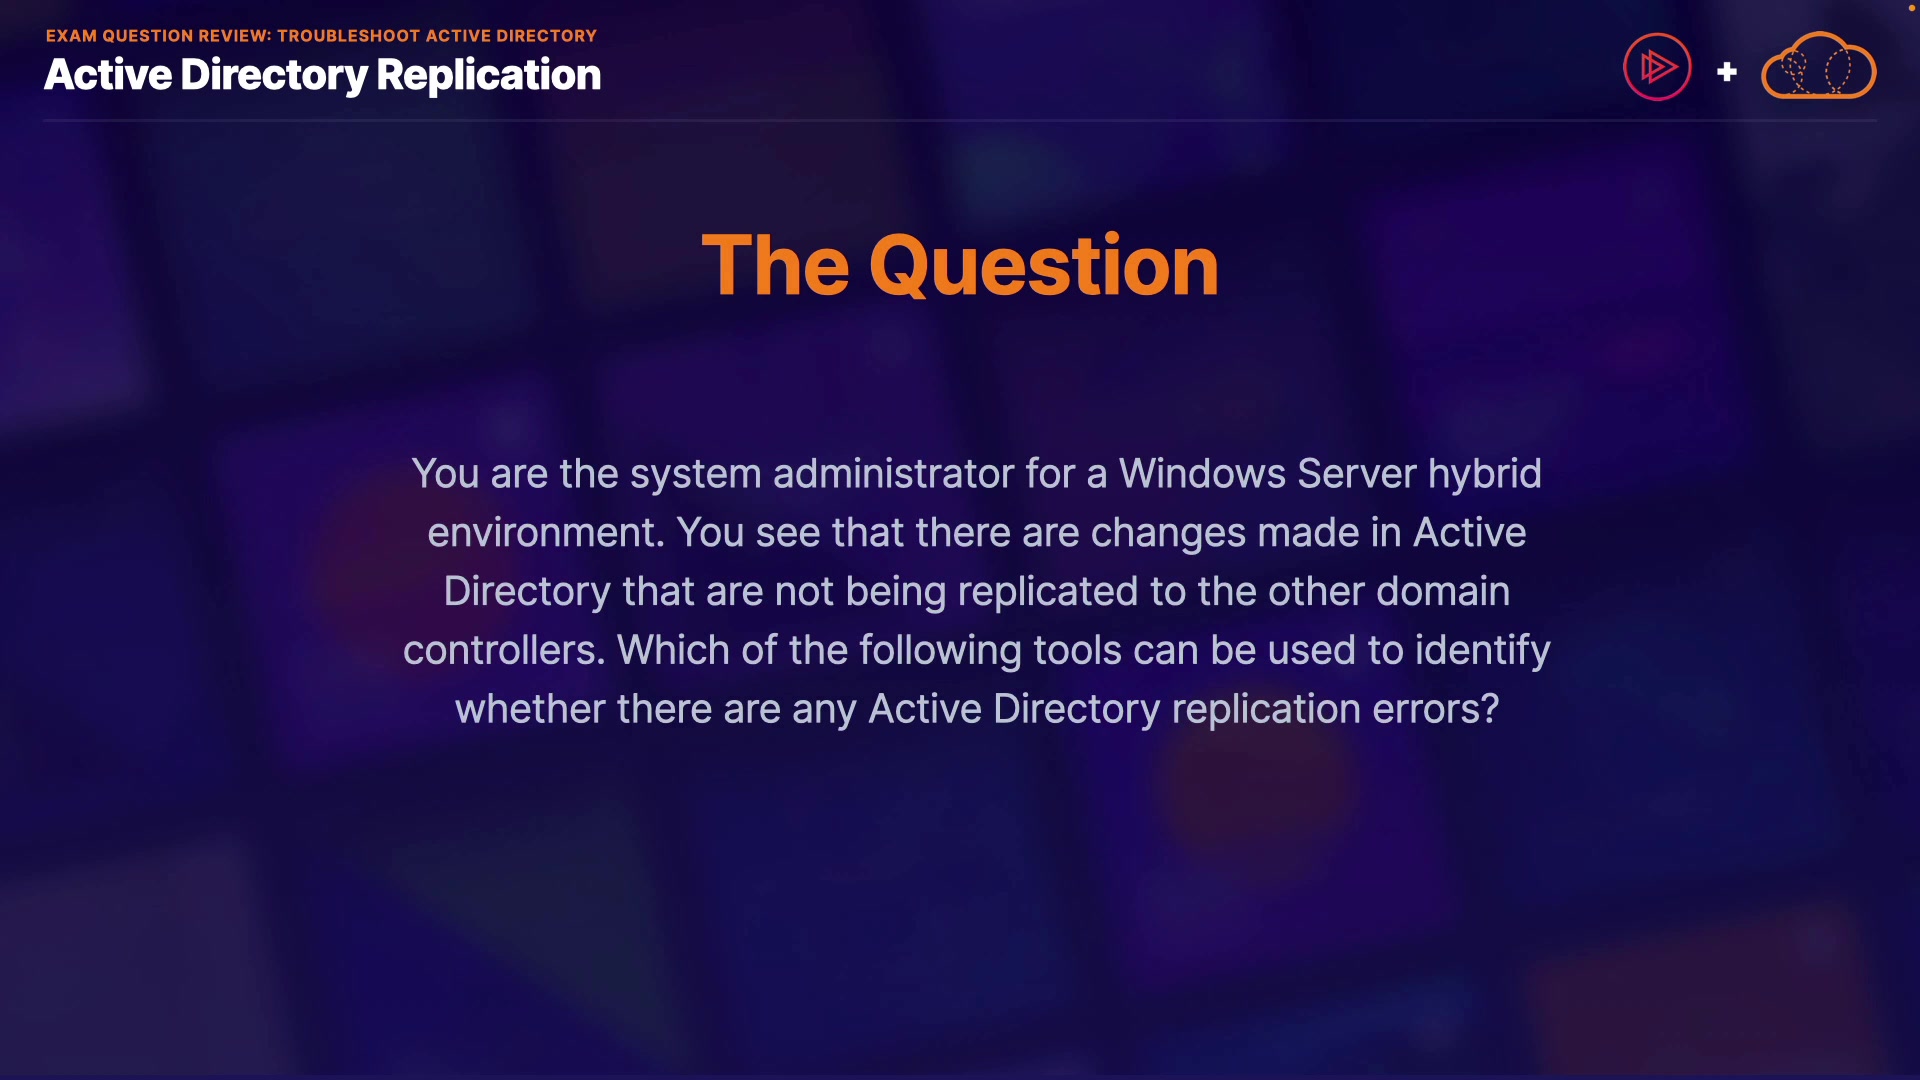 EXAM QUESTION REVIEW: TROUBLESHOOT ACTIVE DIRECTORY
Active Directory Replication
The Question
You are the system administrator for a Windows Server hybrid
environment. You see that there are changes made in Active
Directory that are not being replicated to the other domain
controllers. Which of the following tools can be used to identify
whether there are any Active Directory replication errors?